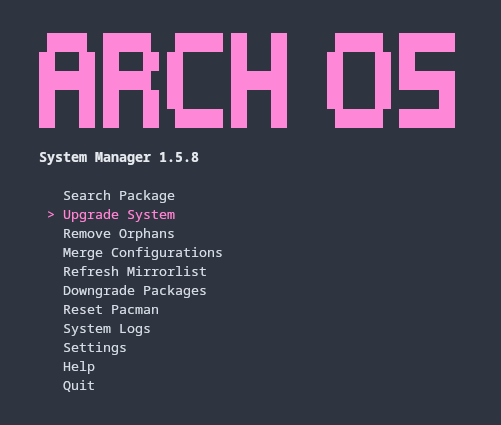 ARCH OS
System Manager 1.5.8
Search Package
> Upgrade System
Remove Orphans
Merge Configurations
Refresh Mirrorlist
Downgrade Packages
Reset Pacman
System Logs
Settings
Help
Quit